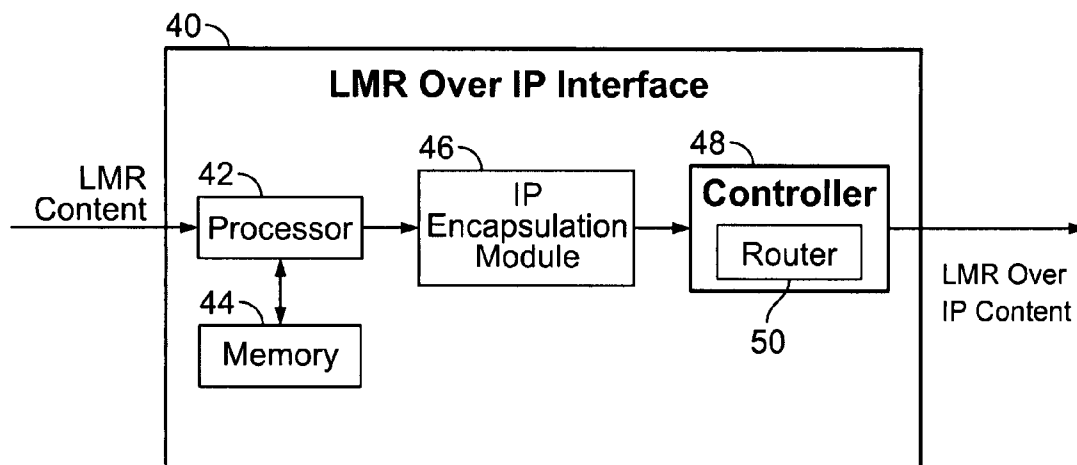 40
LMR Over IP Interface
LMR
Content
42
Processor
44
Memory
46
IP
Encapsulation
Module
48
Controller
Router
50
LMR Over
IP Content